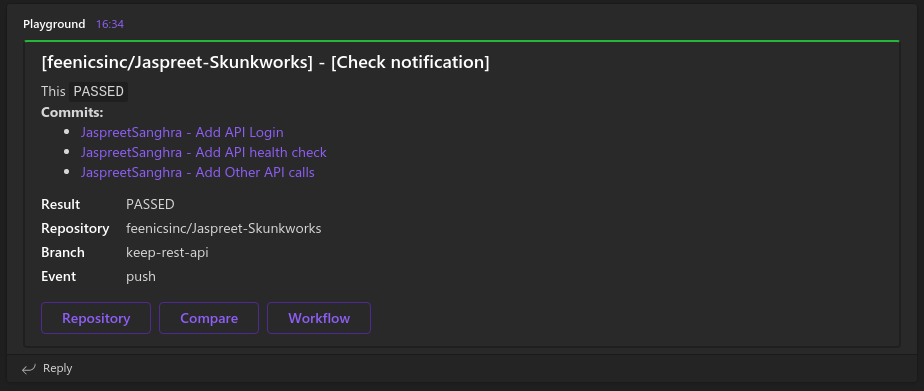 Playground 16:34
[feenicsinc/Jaspreet-Skunkworks] - [Check notification]
This PASSED
Commits:
JaspreetSanghra - Add API Login
JaspreetSanghra - Add API health check
JaspreetSanghra - Add Other API calls
Result PASSED
Repository feenicsinc/Jaspreet-Skunkworks
Branch keep-rest-api
Event push
Repository Compare Workflow
Reply